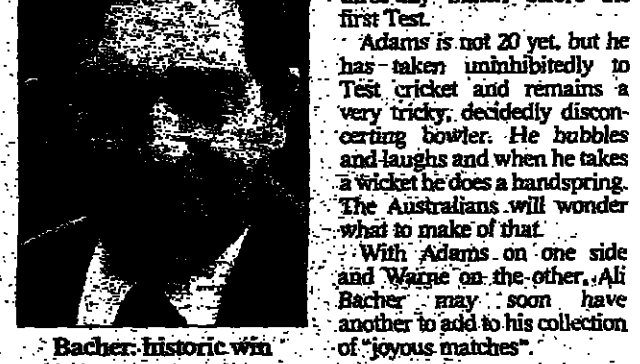 first Test.
Adams is not 20 yet, but he
has taken uninhibitedly to
Test cricket and remains a
very tricky, decidedly discon-
certing bowler. He bubbles
and laughs and when he takes
a wicket he does a handspring.
The Australians will wonder
what to make of that.
With Adams on one side
and Warne on the other, Ali
Bacher may soon have
another to add to his collection
of "joyous matches".
Bacher: historic win